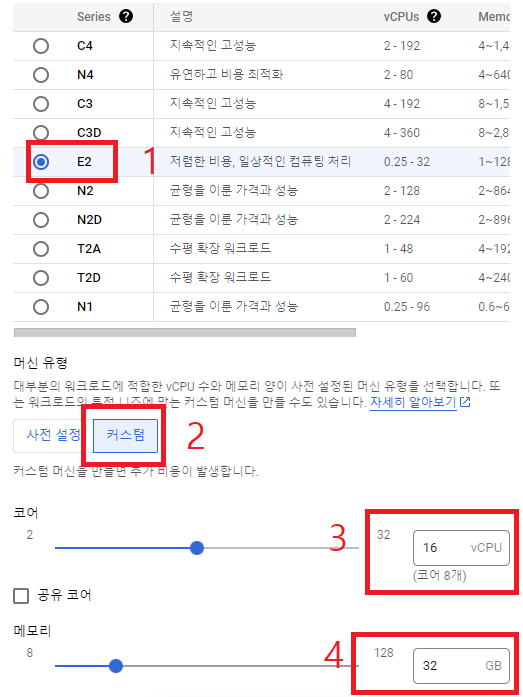 Series ? 설명 vCPUs ? Memo
C4 지속적인 고성능 2 - 192 4~1,4
N4 유연하고 비용 최적화 2 - 80 4~640
C3 지속적인 고성능 4 - 192 8~1,5
C3D 지속적인 고성능 4 - 360 8~2,8
E2 1 저렴한 비용, 일상적인 컴퓨팅 처리 0.25 - 32 1~128
N2 균형을 이룬 가격과 성능 2 - 128 2~864
N2D 균형을 이룬 가격과 성능 2 - 224 2~896
T2A 수평 확장 워크로드 1 - 48 4~192
T2D 수평 확장 워크로드 1 - 60 4~240
N1 균형을 이룬 가격과 성능 0.25 - 96 0.6~6
머신 유형
대부분의 워크로드에 적합한 vCPU 수와 메모리 양이 사전 설정된 머신 유형을 선택합니다. 또
는 워크로드의 특정 니즈에 맞는 커스텀 머신을 만들 수도 있습니다. 자세히 알아보기
사전 설정 커스텀 2
커스텀 머신을 만들면 추가 비용이 발생합니다.
코어
2 3 32 16 vCPU
(코어 8개)
공유 코어
메모리
8 4 128 32 GB